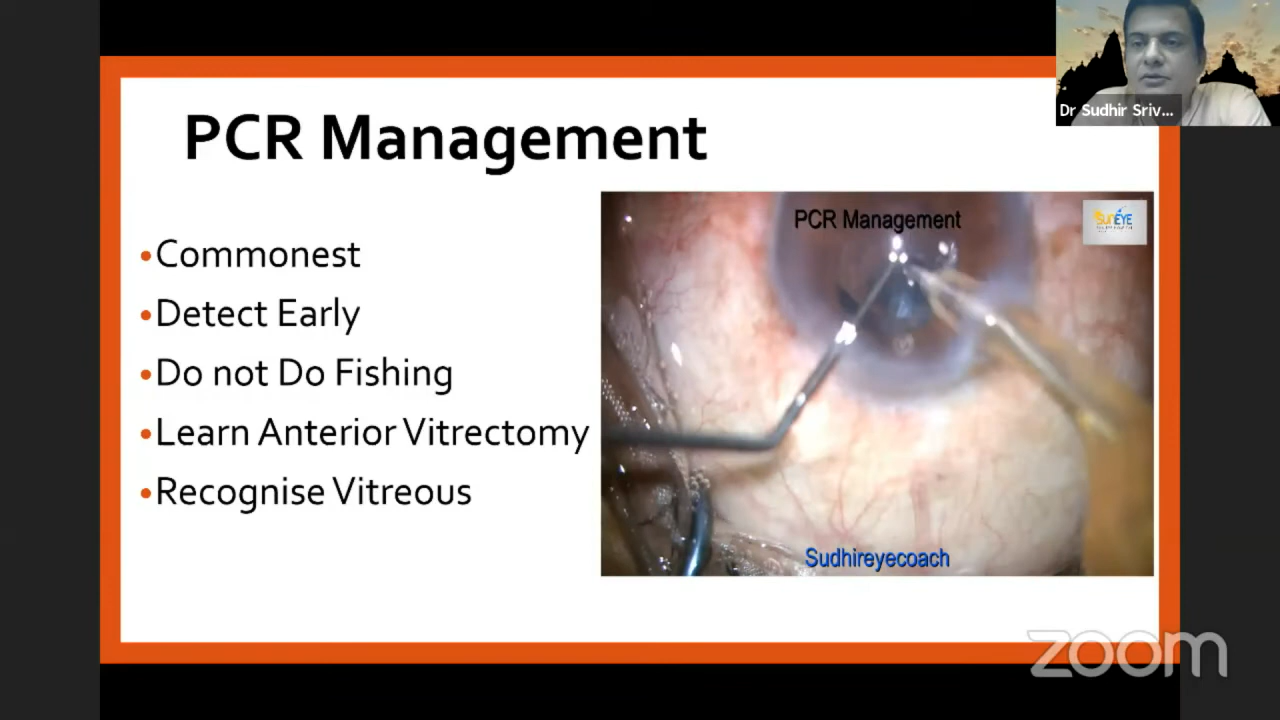 PCR Management
•Commonest
•Detect Early
•Do not Do Fishing
•Learn Anterior Vitrectomy
•Recognise Vitreous
PCR Management
SunEYE
Sudhireyecoach
Dr Sudhir Sriv...
zoom